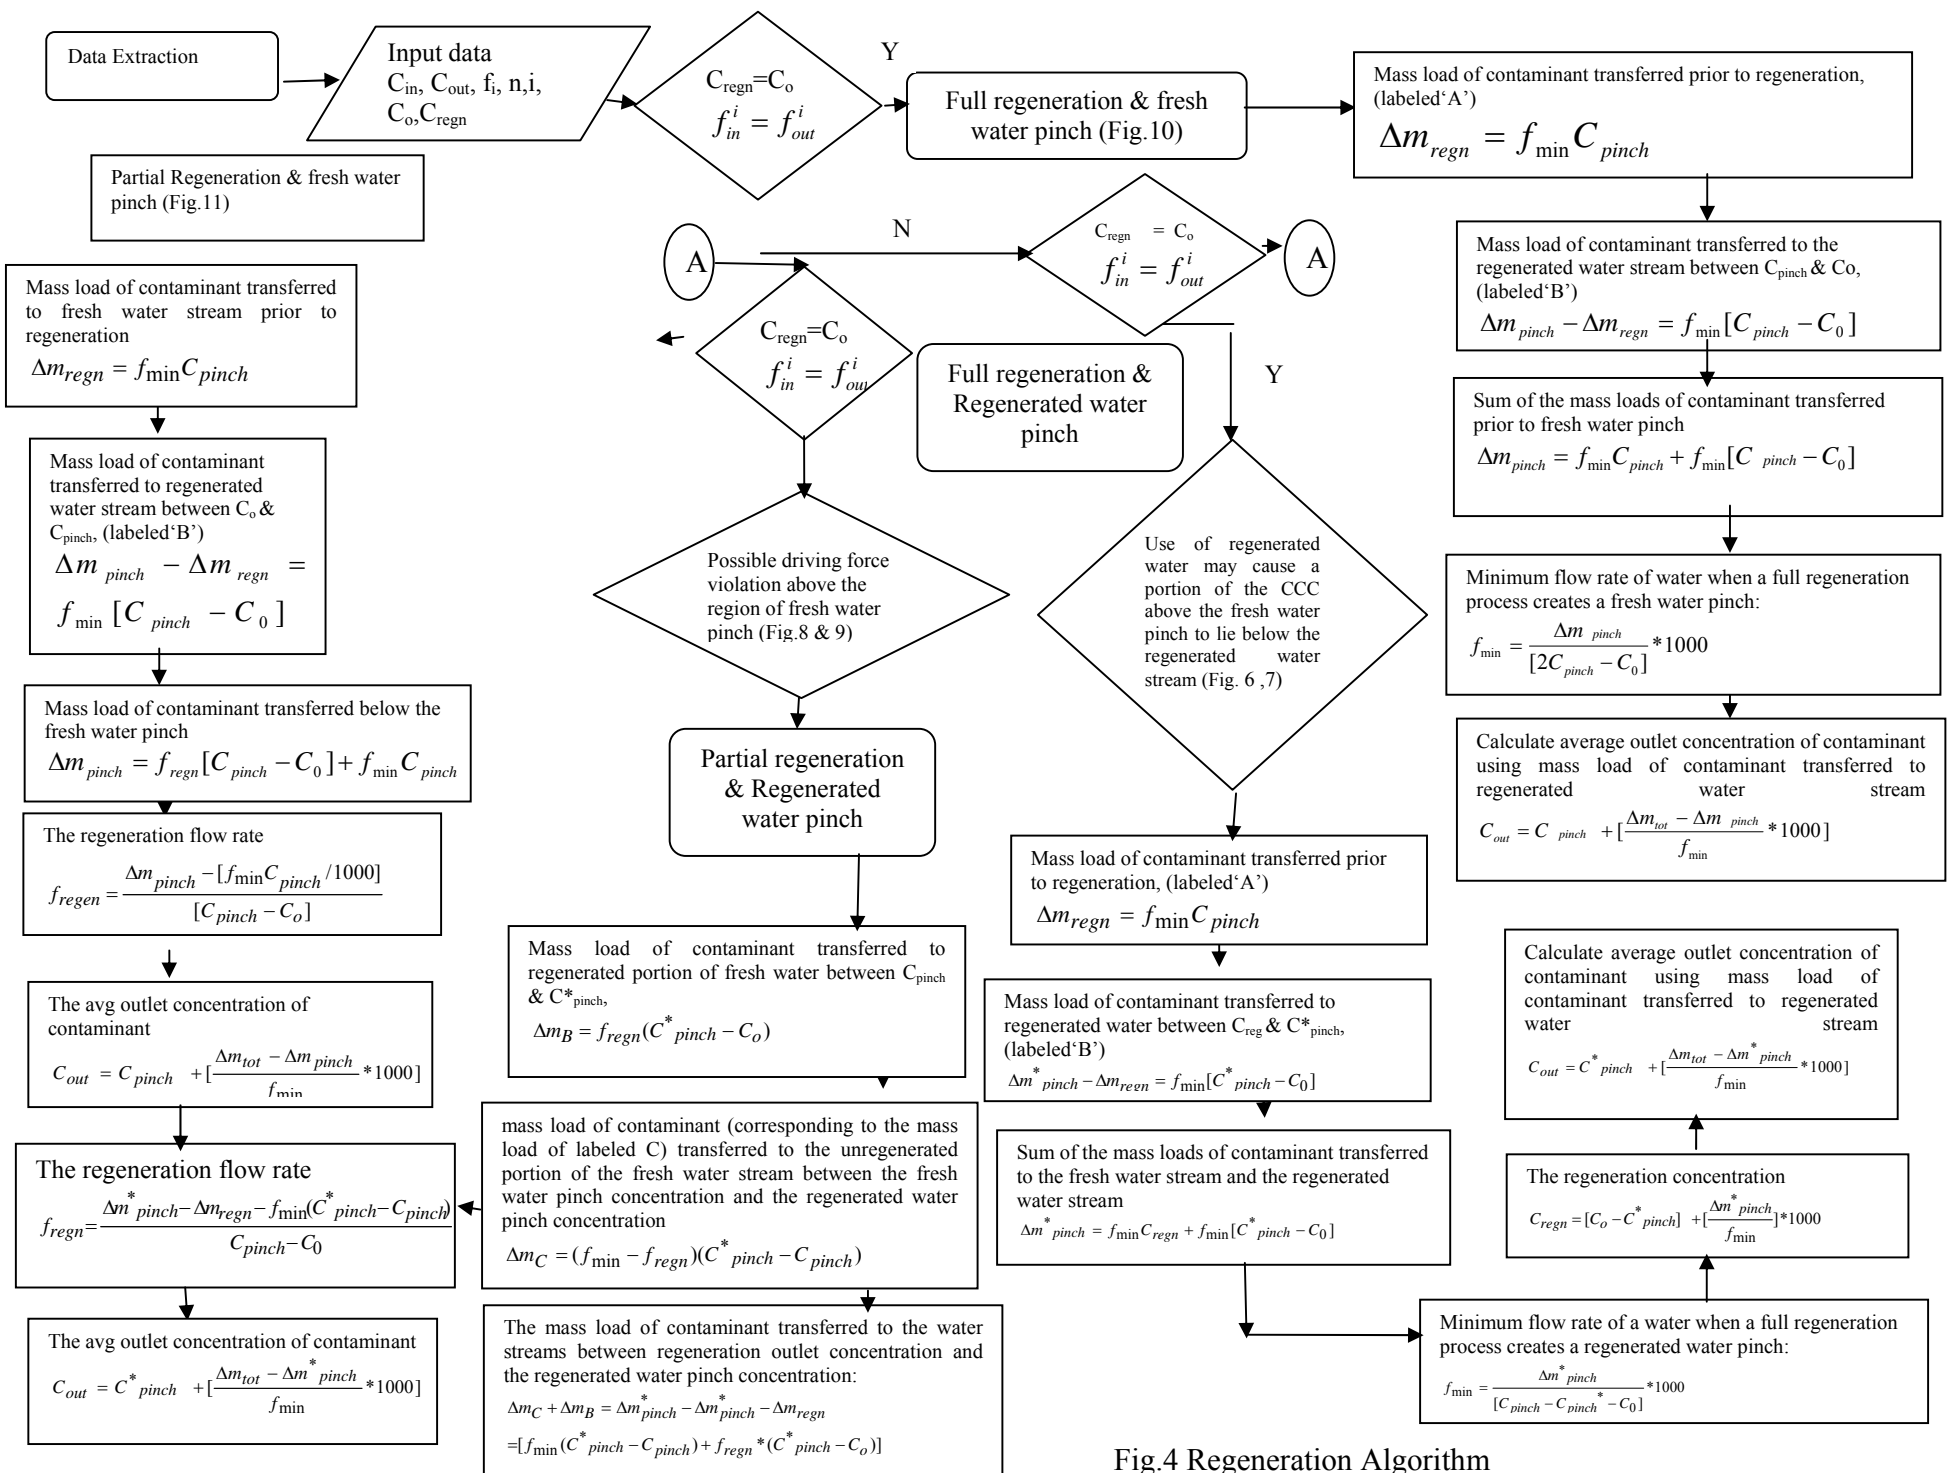 Data Extraction
Input data
C_in, C_out, f_i, n,i,
C_o,C_regn
C_regn=C_o
f^i_in = f^i_out
Y
Full regeneration & fresh
water pinch (Fig.10)
Mass load of contaminant transferred prior to regeneration,
(labeled‘A’)
Δm_regn = f_min C_pinch
Partial Regeneration & fresh water
pinch (Fig.11)
A
N
C_regn = C_o
f^i_in = f^i_out
A
Mass load of contaminant transferred to the
regenerated water stream between C_pinch & Co,
(labeled‘B’)
Δm_pinch − Δm_regn = f_min [C_pinch − C_0]
Mass load of contaminant transferred
to fresh water stream prior to
regeneration
Δm_regn = f_min C_pinch
C_regn=C_o
f^i_in = f^i_out
Full regeneration &
Regenerated water
pinch
Y
Sum of the mass loads of contaminant transferred
prior to fresh water pinch
Δm_pinch = f_min C_pinch + f_min [C_pinch − C_0]
Mass load of contaminant
transferred to regenerated
water stream between C_o &
C_pinch, (labeled‘B’)
Δm_pinch − Δm_regn =
f_min [C_pinch − C_0]
Possible driving force
violation above the
region of fresh water
pinch (Fig.8 & 9)
Use of regenerated
water may cause a
portion of the CCC
above the fresh water
pinch to lie below the
regenerated water
stream (Fig. 6 ,7)
Minimum flow rate of water when a full regeneration
process creates a fresh water pinch:
f_min = Δm_pinch / [2C_pinch − C_0] *1000
Mass load of contaminant transferred below the
fresh water pinch
Δm_pinch = f_regn [C_pinch − C_0] + f_min C_pinch
Partial regeneration
& Regenerated
water pinch
Calculate average outlet concentration of contaminant
using mass load of contaminant transferred to
regenerated water stream
C_out = C_pinch + [ (Δm_tot − Δm_pinch) / f_min *1000]
The regeneration flow rate
f_regen = (Δm_pinch − [f_min C_pinch /1000]) / [C_pinch − C_o]
Mass load of contaminant transferred prior
to regeneration, (labeled‘A’)
Δm_regn = f_min C_pinch
Mass load of contaminant transferred to
regenerated portion of fresh water between C_pinch
& C*_pinch,
Δm_B = f_regn (C*_pinch − C_o)
Calculate average outlet concentration of
contaminant using mass load of
contaminant transferred to regenerated
water stream
C_out = C*_pinch + [ (Δm_tot − Δm*_pinch) / f_min *1000]
The avg outlet concentration of
contaminant
C_out = C_pinch + [ (Δm_tot − Δm_pinch) / f_min *1000]
Mass load of contaminant transferred to
regenerated water between C_reg & C*_pinch,
(labeled‘B’)
Δm*_pinch − Δm_regn = f_min [C*_pinch − C_0]
mass load of contaminant (corresponding to the mass
load of labeled C) transferred to the unregenerated
portion of the fresh water stream between the fresh
water pinch concentration and the regenerated water
pinch concentration
Δm_C = (f_min − f_regn)(C*_pinch − C_pinch)
Sum of the mass loads of contaminant transferred
to the fresh water stream and the regenerated
water stream
Δm*_pinch = f_min C_regn + f_min [C*_pinch − C_0]
The regeneration concentration
C_regn = [C_o − C*_pinch] + [ Δm*_pinch / f_min ]*1000
The regeneration flow rate
f_regn = (Δm*_pinch − Δm_regn − f_min (C*_pinch − C_pinch)) / (C_pinch − C_0)
The mass load of contaminant transferred to the water
streams between regeneration outlet concentration and
the regenerated water pinch concentration:
Δm_C + Δm_B = Δm*_pinch − Δm*_pinch − Δm_regn
=[f_min (C*_pinch − C_pinch) + f_regn *(C*_pinch − C_o)]
Minimum flow rate of a water when a full regeneration
process creates a regenerated water pinch:
f_min = Δm*_pinch / [C_pinch − C_pinch* − C_0] *1000
The avg outlet concentration of contaminant
C_out = C*_pinch + [ (Δm_tot − Δm*_pinch) / f_min *1000]
Fig.4 Regeneration Algorithm